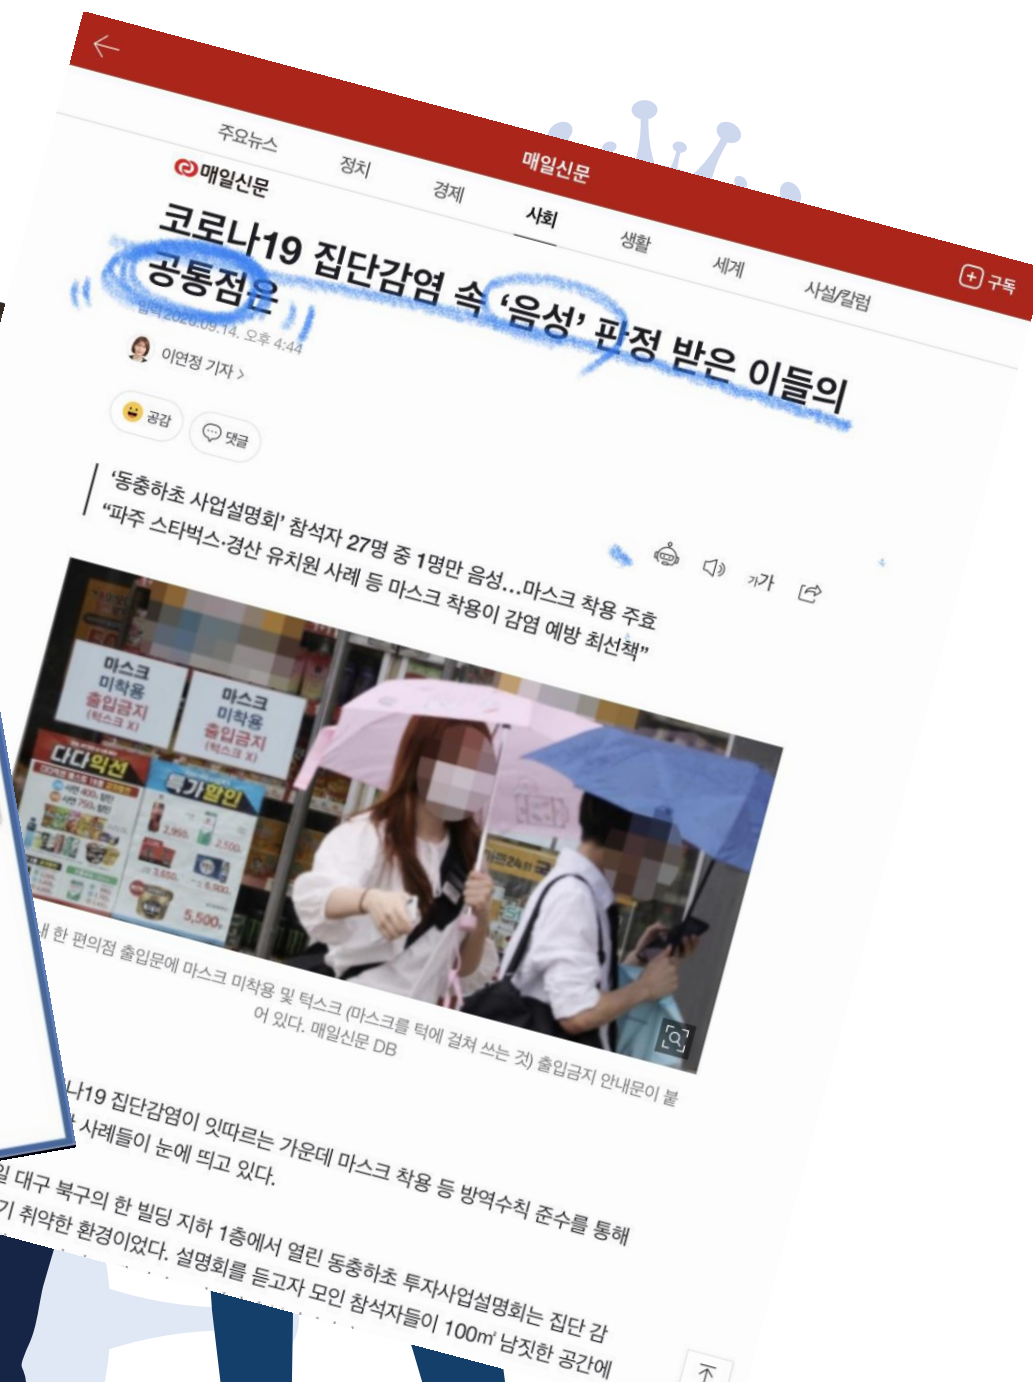 매일신문
구독
주요뉴스 정치 경제 사회 생활 세계 사설/칼럼
매일신문
코로나19 집단감염 속 ‘음성’ 판정 받은 이들의
공통점은
입력 2020.09.14. 오후 4:44
이연정 기자 >
공감 댓글
‘동충하초 사업설명회’ 참석자 27명 중 1명만 음성…마스크 착용 주효
“파주 스타벅스·경산 유치원 사례 등 마스크 착용이 감염 예방 최선책”
가가
마스크
미착용
출입금지
(턱스크 X)
마스크
미착용
출입금지
(턱스크 X)
다다익선
특가할인
2,950
2,500
3,650
6,900
5,500
내 한 편의점 출입문에 마스크 미착용 및 턱스크 (마스크를 턱에 걸쳐 쓰는 것) 출입금지 안내문이 붙
어 있다. 매일신문 DB
나19 집단감염이 잇따르는 가운데 마스크 착용 등 방역수칙 준수를 통해
사례들이 눈에 띄고 있다.
일 대구 북구의 한 빌딩 지하 1층에서 열린 동충하초 투자사업설명회는 집단 감
기 취약한 환경이었다. 설명회를 듣고자 모인 참석자들이 100㎡ 남짓한 공간에